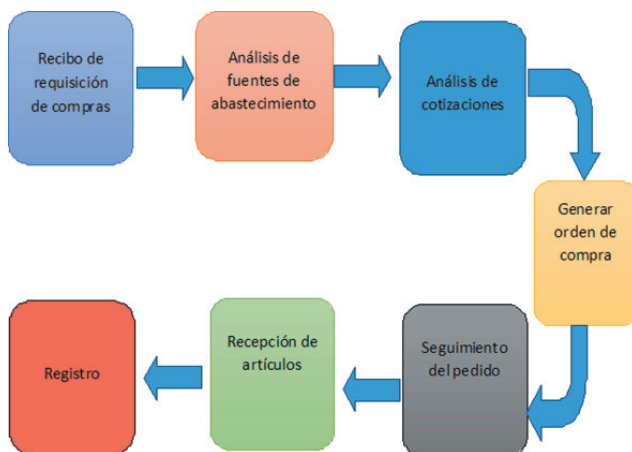 Recibo de
requisición
de compras
Análisis de
fuentes de
abastecimiento
Análisis de
cotizaciones
Generar
orden de
compra
Seguimiento
del pedido
Recepción de
artículos
Registro